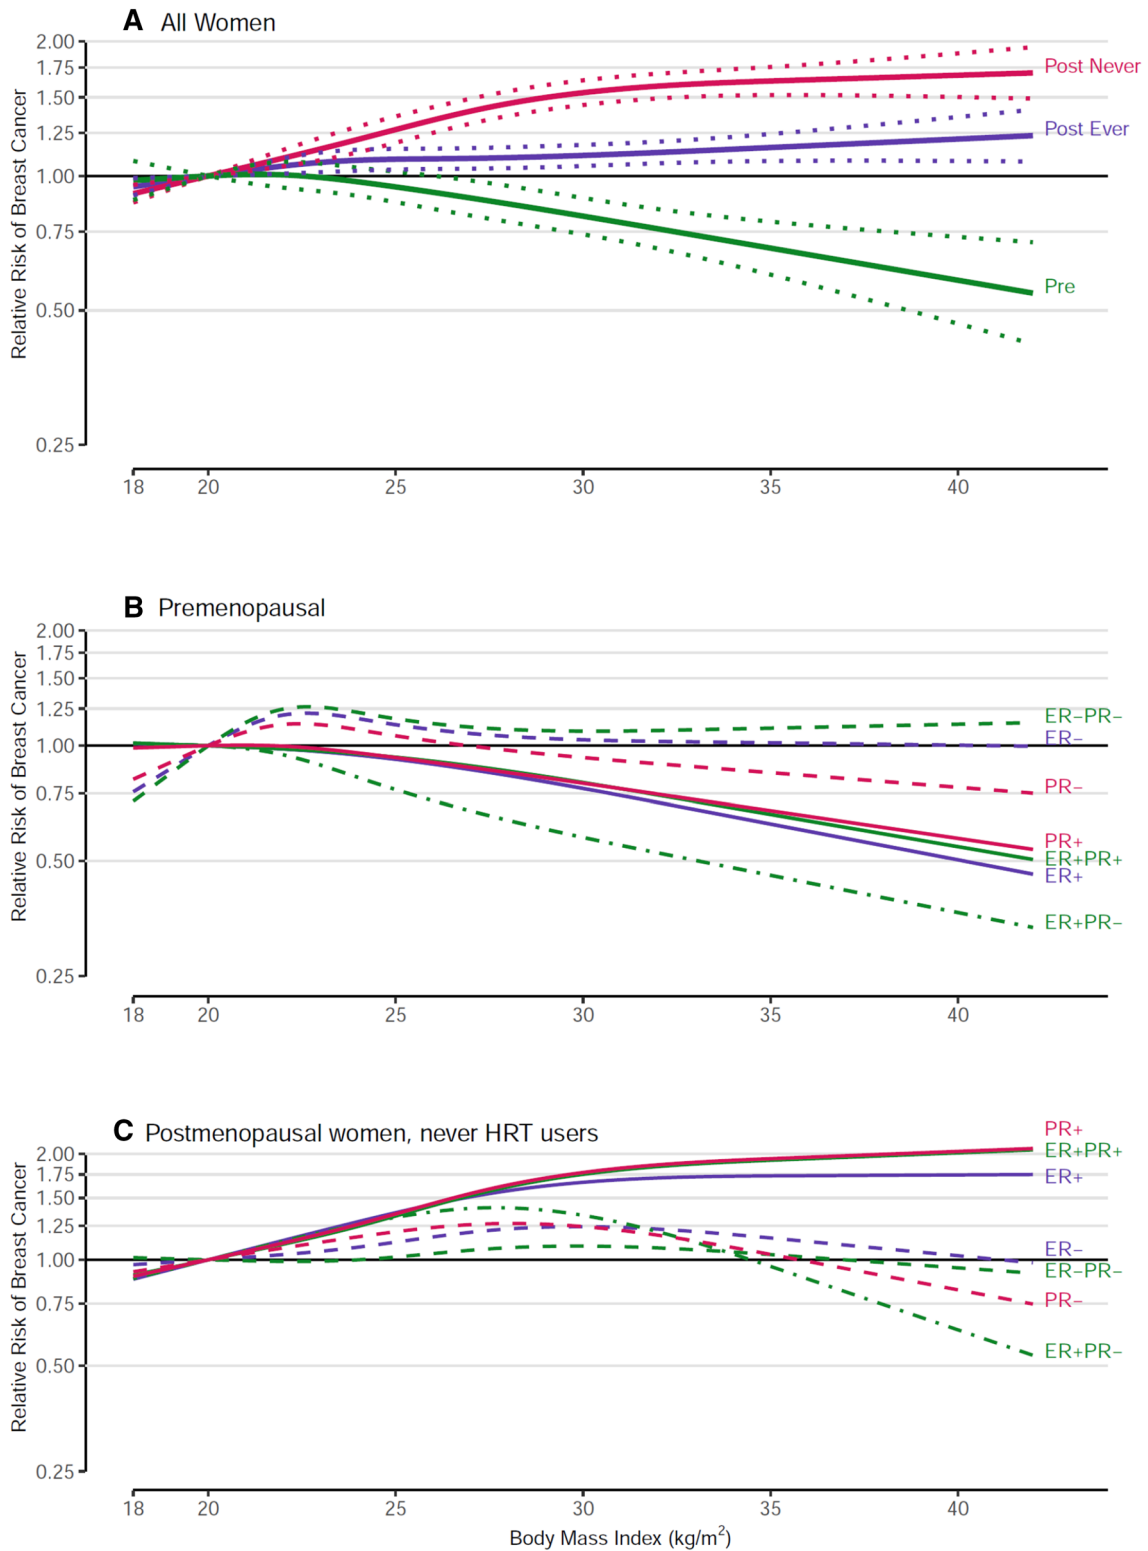 A All Women
Relative Risk of Breast Cancer
2.00
1.75
1.50
1.25
1.00
0.75
0.50
0.25
Post Never
Post Ever
Pre
18 20 25 30 35 40
B Premenopausal
Relative Risk of Breast Cancer
2.00
1.75
1.50
1.25
1.00
0.75
0.50
0.25
ER−PR−
ER−
PR−
PR+
ER+PR+
ER+
ER+PR−
18 20 25 30 35 40
C Postmenopausal women, never HRT users
Relative Risk of Breast Cancer
2.00
1.75
1.50
1.25
1.00
0.75
0.50
0.25
PR+
ER+PR+
ER+
ER−
ER−PR−
PR−
ER+PR−
18 20 25 30 35 40
Body Mass Index (kg/m²)